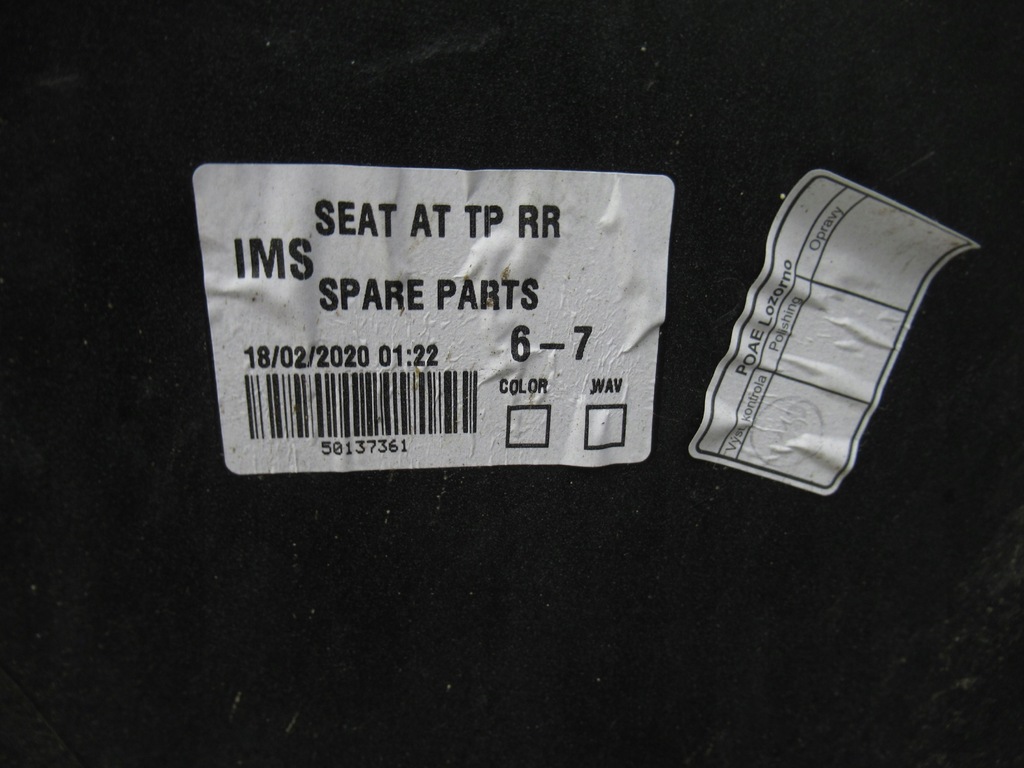 SEAT AT TP RR
IMS
SPARE PARTS
6-7
18/02/2020 01:22
COLOR WAV
50137361
POAE Lozorno
kontrola Polishing Opravy